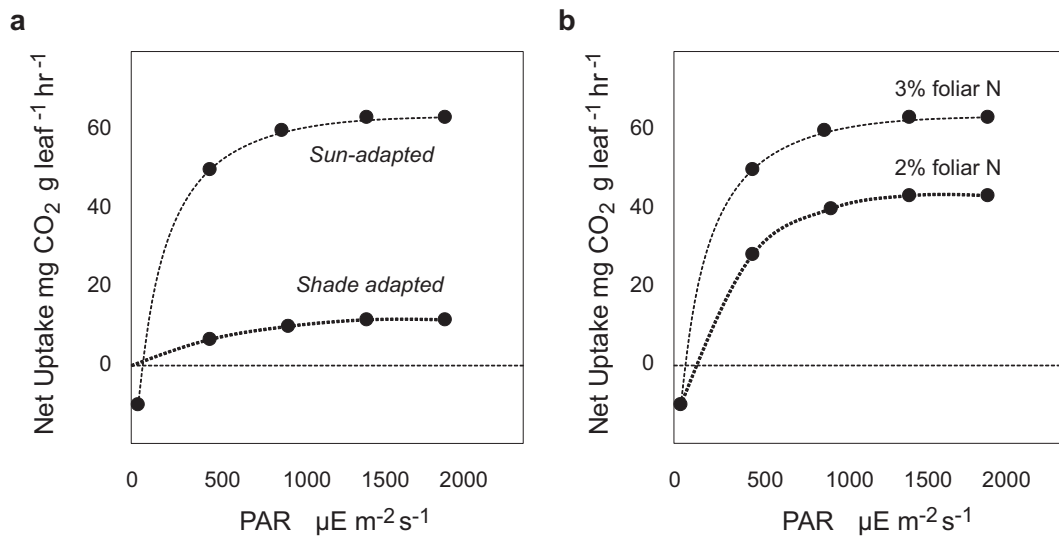 a
Net Uptake mg CO2 g leaf -1 hr-1
60
40
20
0
Sun-adapted
Shade adapted
0 500 1000 1500 2000
PAR µE m-2 s-1
b
Net Uptake mg CO2 g leaf -1 hr-1
60
40
20
0
3% foliar N
2% foliar N
0 500 1000 1500 2000
PAR µE m-2 s-1